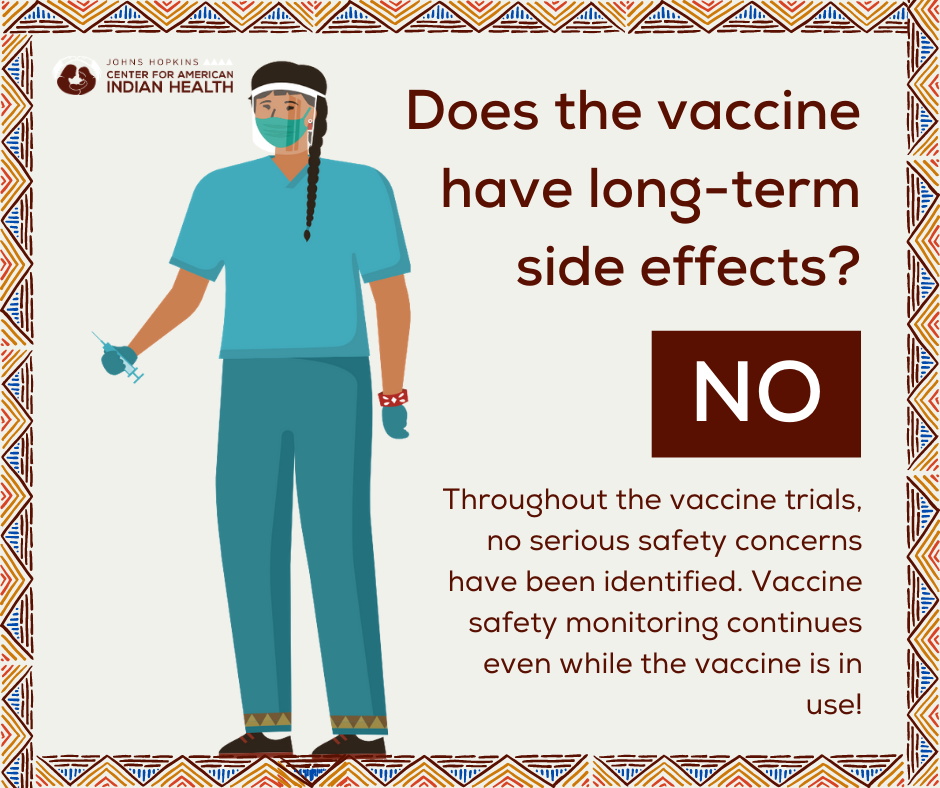 JOHNS HOPKINS
CENTER FOR AMERICAN
INDIAN HEALTH
Does the vaccine
have long-term
side effects?
NO
Throughout the vaccine trials,
no serious safety concerns
have been identified. Vaccine
safety monitoring continues
even while the vaccine is in
use!